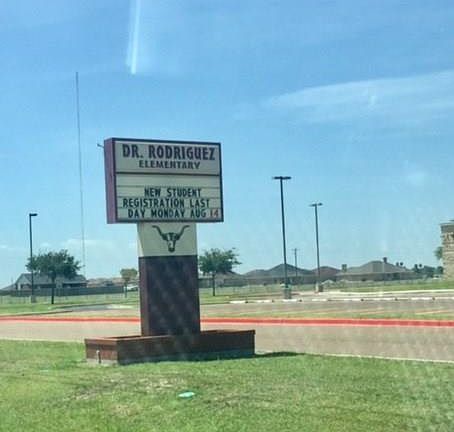 DR. RODRIGUEZ
ELEMENTARY
NEW STUDENT
REGISTRATION LAST
DAY MONDAY AUG 14